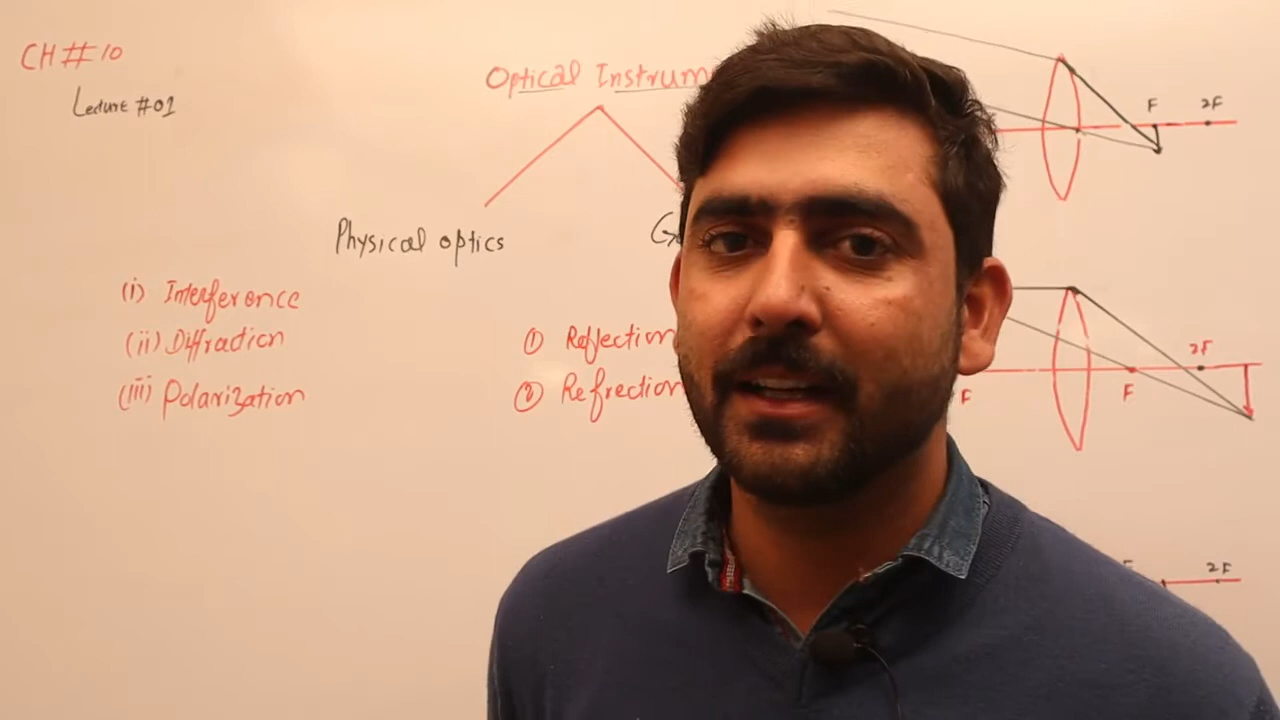 CH # 10
Lecture # 01
Optical Instrum
Physical optics
(i) Interference
(ii) Diffraction
(iii) Polarization
① Reflection
② Refrection
F 2F
2F
F F
F 2F